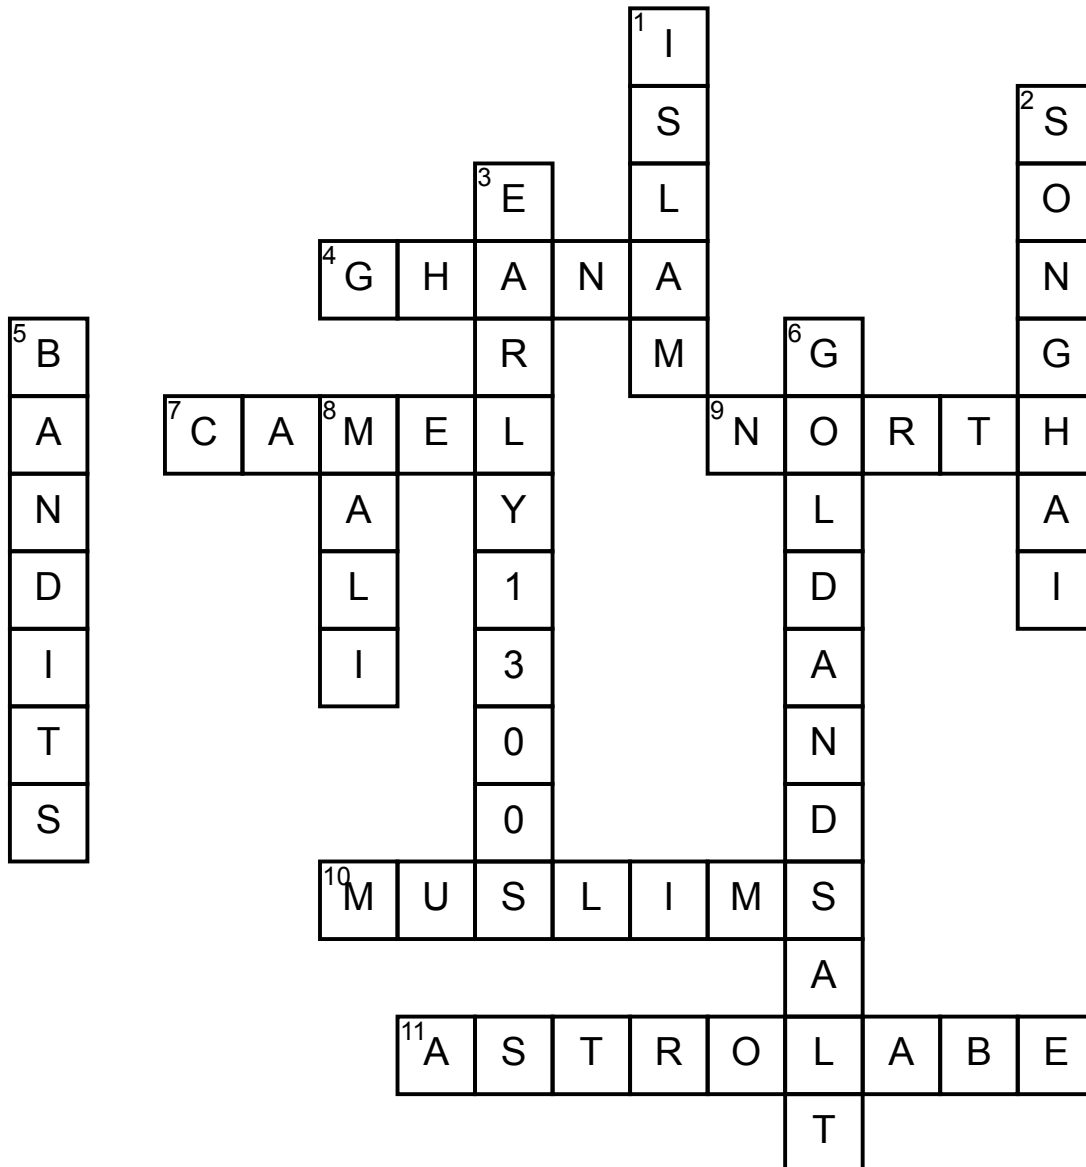 1 I
S 2 S
3 E L O
4 G H A N A N
5 B R M 6 G G
A 7 C A 8 M E L 9 N O R T H
N A Y L A
D L 1 D I
I I 3 A
T 0 N
S 0 D
10 M U S L I M S
A
11 A S T R O L A B E
T